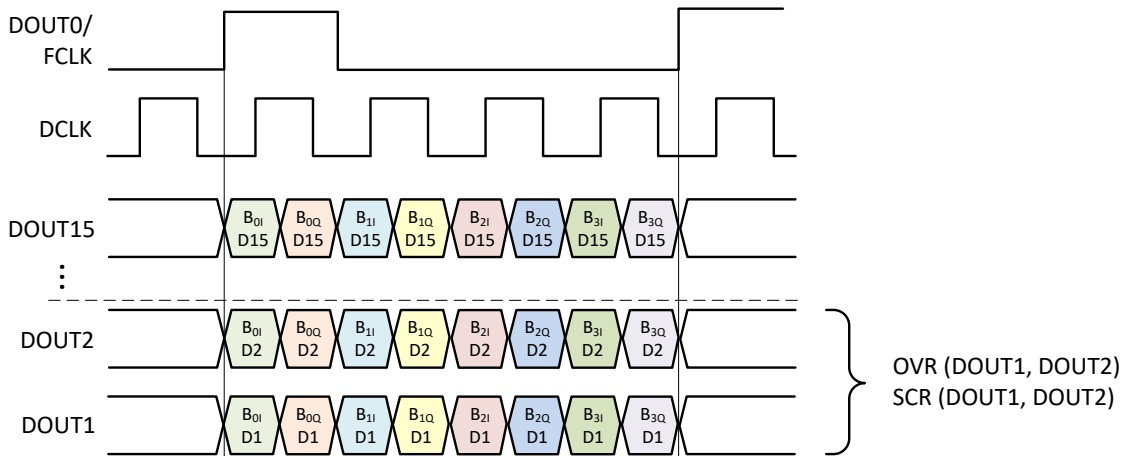 DOUT0/
FCLK
DCLK
DOUT15
B0I B0Q B1I B1Q B2I B2Q B3I B3Q
D15 D15 D15 D15 D15 D15 D15 D15
⋮
DOUT2
B0I B0Q B1I B1Q B2I B2Q B3I B3Q
D2 D2 D2 D2 D2 D2 D2 D2
DOUT1
B0I B0Q B1I B1Q B2I B2Q B3I B3Q
D1 D1 D1 D1 D1 D1 D1 D1
OVR (DOUT1, DOUT2)
SCR (DOUT1, DOUT2)